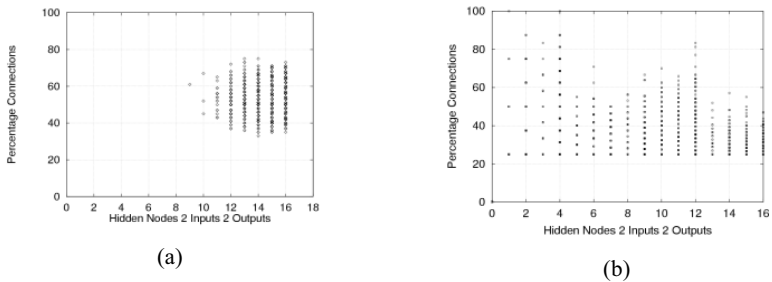 100
80
60
40
20
0
Percentage Connections
0 2 4 6 8 10 12 14 16 18
Hidden Nodes 2 Inputs 2 Outputs
(a)
100
80
60
40
20
0
Percentage Connections
0 2 4 6 8 10 12 14 16
Hidden Nodes 2 Inputs 2 Outputs
(b)